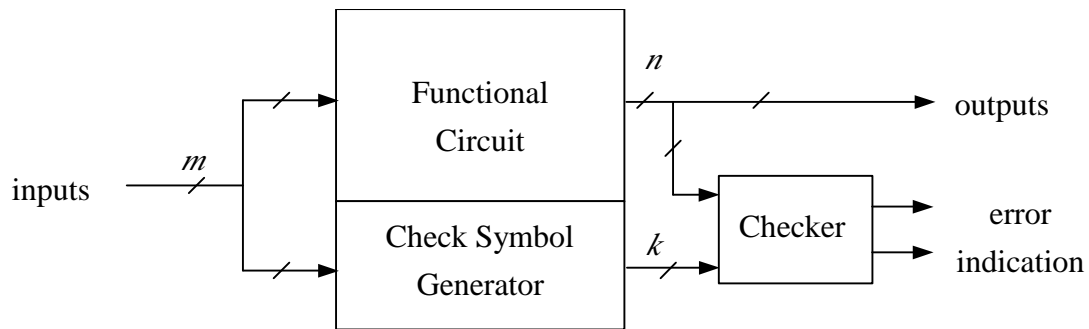 inputs
m
Functional
Circuit
Check Symbol
Generator
n
k
outputs
Checker
error
indication